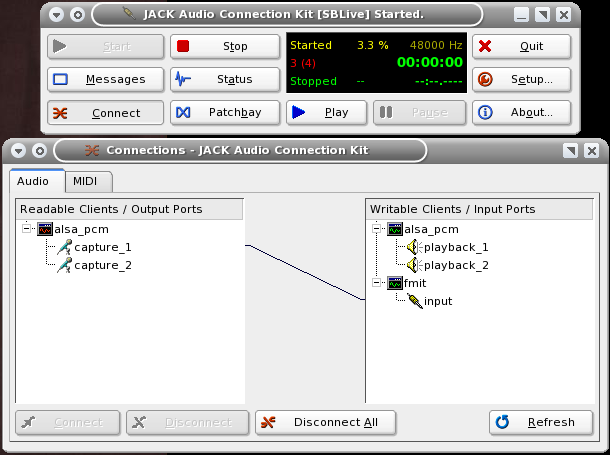 JACK Audio Connection Kit [SBLive] Started.
Start
Stop
Started 3.3 % 48000 Hz
Quit
3 (4) 00:00:00
Messages
Status
Stopped -- --:--.----
Setup...
Connect
Patchbay
Play
Pause
About...
Connections - JACK Audio Connection Kit
Audio
MIDI
Readable Clients / Output Ports
alsa_pcm
capture_1
capture_2
Writable Clients / Input Ports
alsa_pcm
playback_1
playback_2
fmit
input
Connect
Disconnect
Disconnect All
Refresh